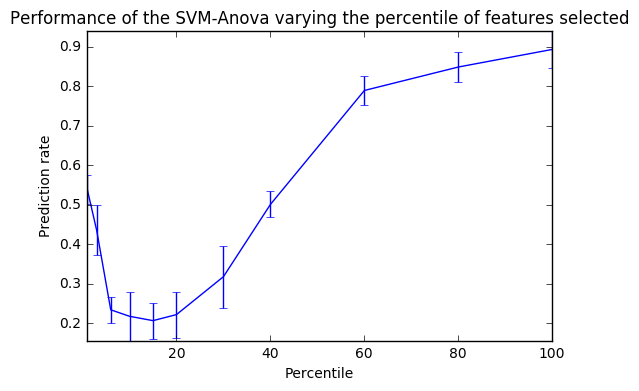 Performance of the SVM-Anova varying the percentile of features selected
0.9
0.8
0.7
0.6
0.5
0.4
0.3
0.2
Prediction rate
20 40 60 80 100
Percentile